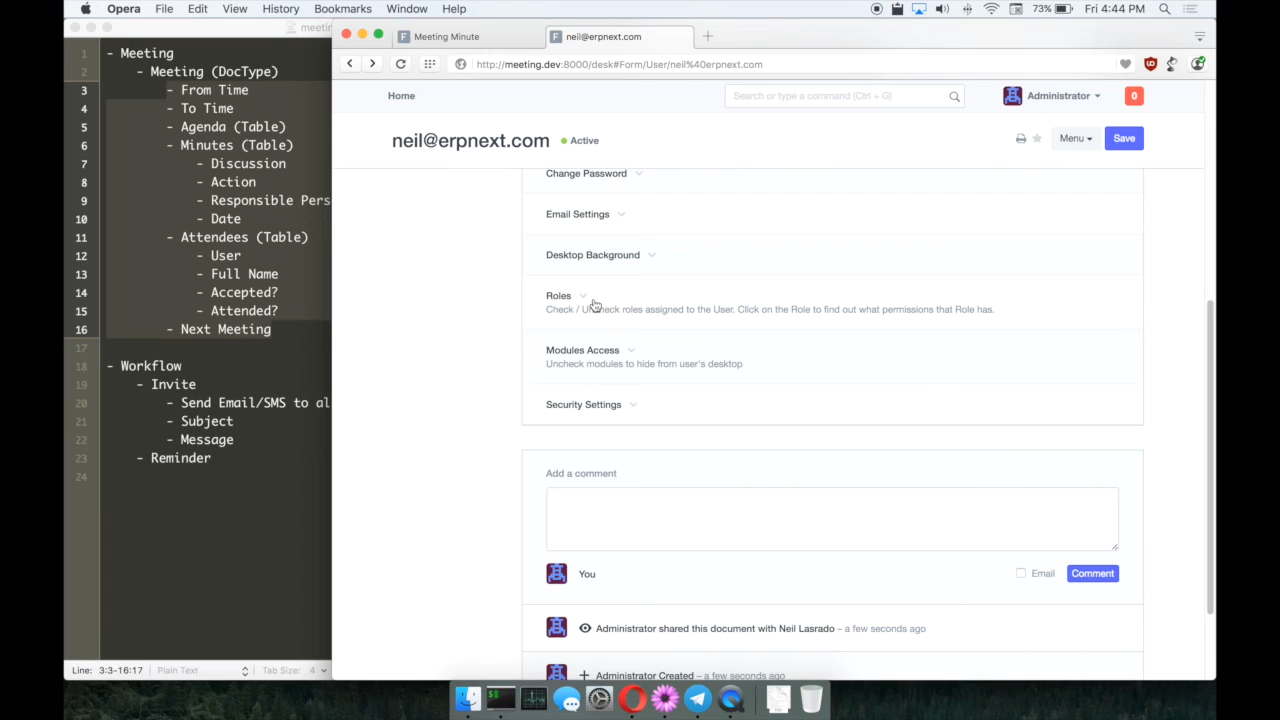 Opera File Edit View History Bookmarks Window Help 73% Fri 4:44 PM
Meeting Minute neil@erpnext.com
http://meeting.dev:8000/desk#Form/User/neil%40erpnext.com
Home Search or type a command (Ctrl + G) Administrator 0
neil@erpnext.com Active Menu Save
1 - Meeting
2 - Meeting (DocType)
3 - From Time
4 - To Time
5 - Agenda (Table)
6 - Minutes (Table)
7 - Discussion
8 - Action
9 - Responsible Pers
10 - Date
11 - Attendees (Table)
12 - User
13 - Full Name
14 - Accepted?
15 - Attended?
16 - Next Meeting
17
18 - Workflow
19 - Invite
20 - Send Email/SMS to al
21 - Subject
22 - Message
23 - Reminder
24
Line: 3:3-16:17 Plain Text Tab Size: 4
Change Password
Email Settings
Desktop Background
Roles
Check / Uncheck roles assigned to the User. Click on the Role to find out what permissions that Role has.
Modules Access
Uncheck modules to hide from user's desktop
Security Settings
Add a comment
You Email Comment
Administrator shared this document with Neil Lasrado – a few seconds ago
Administrator Created – a few seconds ago